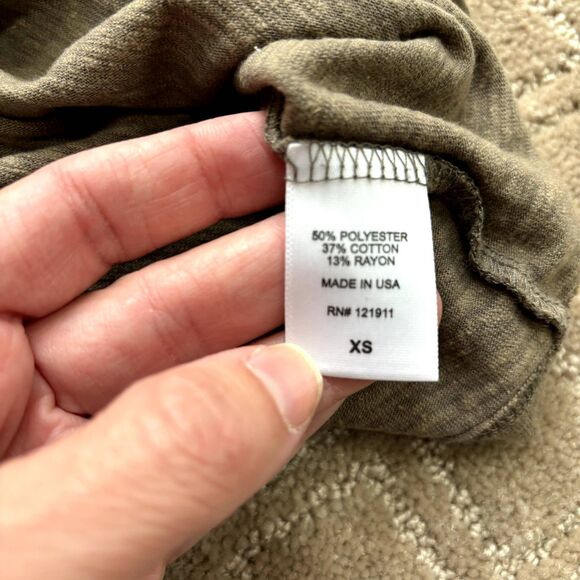 50% POLYESTER
37% COTTON
13% RAYON
MADE IN USA
RN# 121911
XS